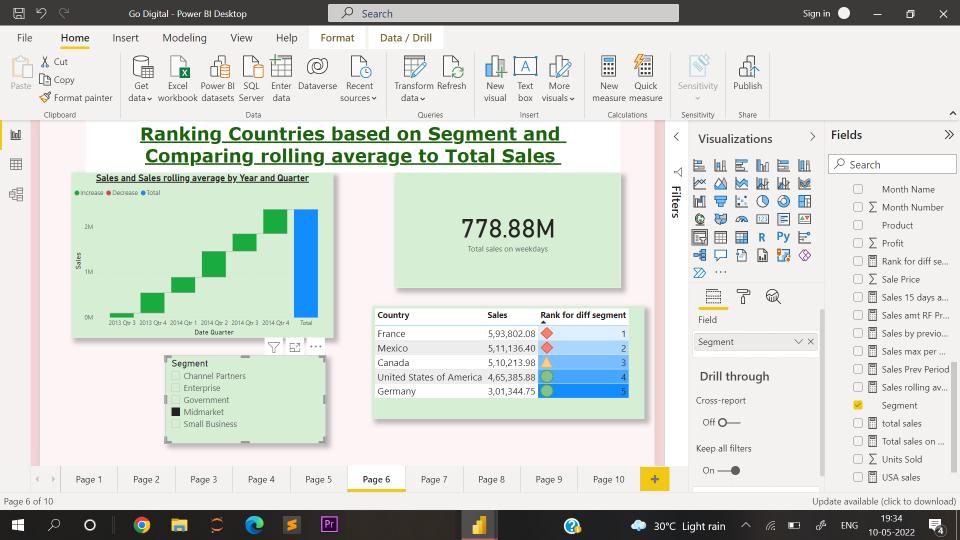 Go Digital - Power BI Desktop
Search
Sign in
File
Home
Insert
Modeling
View
Help
Format
Data / Drill
Paste
Cut
Copy
Format painter
Get data
Excel workbook
Power BI datasets
SQL Server
Enter data
Dataverse
Recent sources
Transform data
Refresh
New visual
Text box
More visuals
New measure
Quick measure
Sensitivity
Publish
Clipboard
Data
Queries
Insert
Calculations
Sensitivity
Share
Ranking Countries based on Segment and
Comparing rolling average to Total Sales
Sales and Sales rolling average by Year and Quarter
Increase Decrease Total
2M
1M
0M
Sales
2013 Qtr 3 2013 Qtr 4 2014 Qtr 1 2014 Qtr 2 2014 Qtr 3 2014 Qtr 4 Total
Date Quarter
778.88M
Total sales on weekdays
Country Sales Rank for diff segment
France 5,93,802.08 1
Mexico 5,11,136.40 2
Canada 5,10,213.98 3
United States of America 4,65,385.88 4
Germany 3,01,344.75 5
Segment
Channel Partners
Enterprise
Government
Midmarket
Small Business
Filters
Visualizations
R Py
123
Field
Segment
Drill through
Cross-report
Off
Keep all filters
On
Fields
Search
Month Name
Month Number
Product
Profit
Rank for diff se...
Sale Price
Sales 15 days a...
Sales amt RF Pr...
Sales by previo...
Sales max per ...
Sales Prev Period
Sales rolling av...
Segment
total sales
Total sales on ...
Units Sold
USA sales
Page 1
Page 2
Page 3
Page 4
Page 5
Page 6
Page 7
Page 8
Page 9
Page 10
Page 6 of 10
Update available (click to download)
Pr
30°C Light rain
ENG
19:34
10-05-2022
4